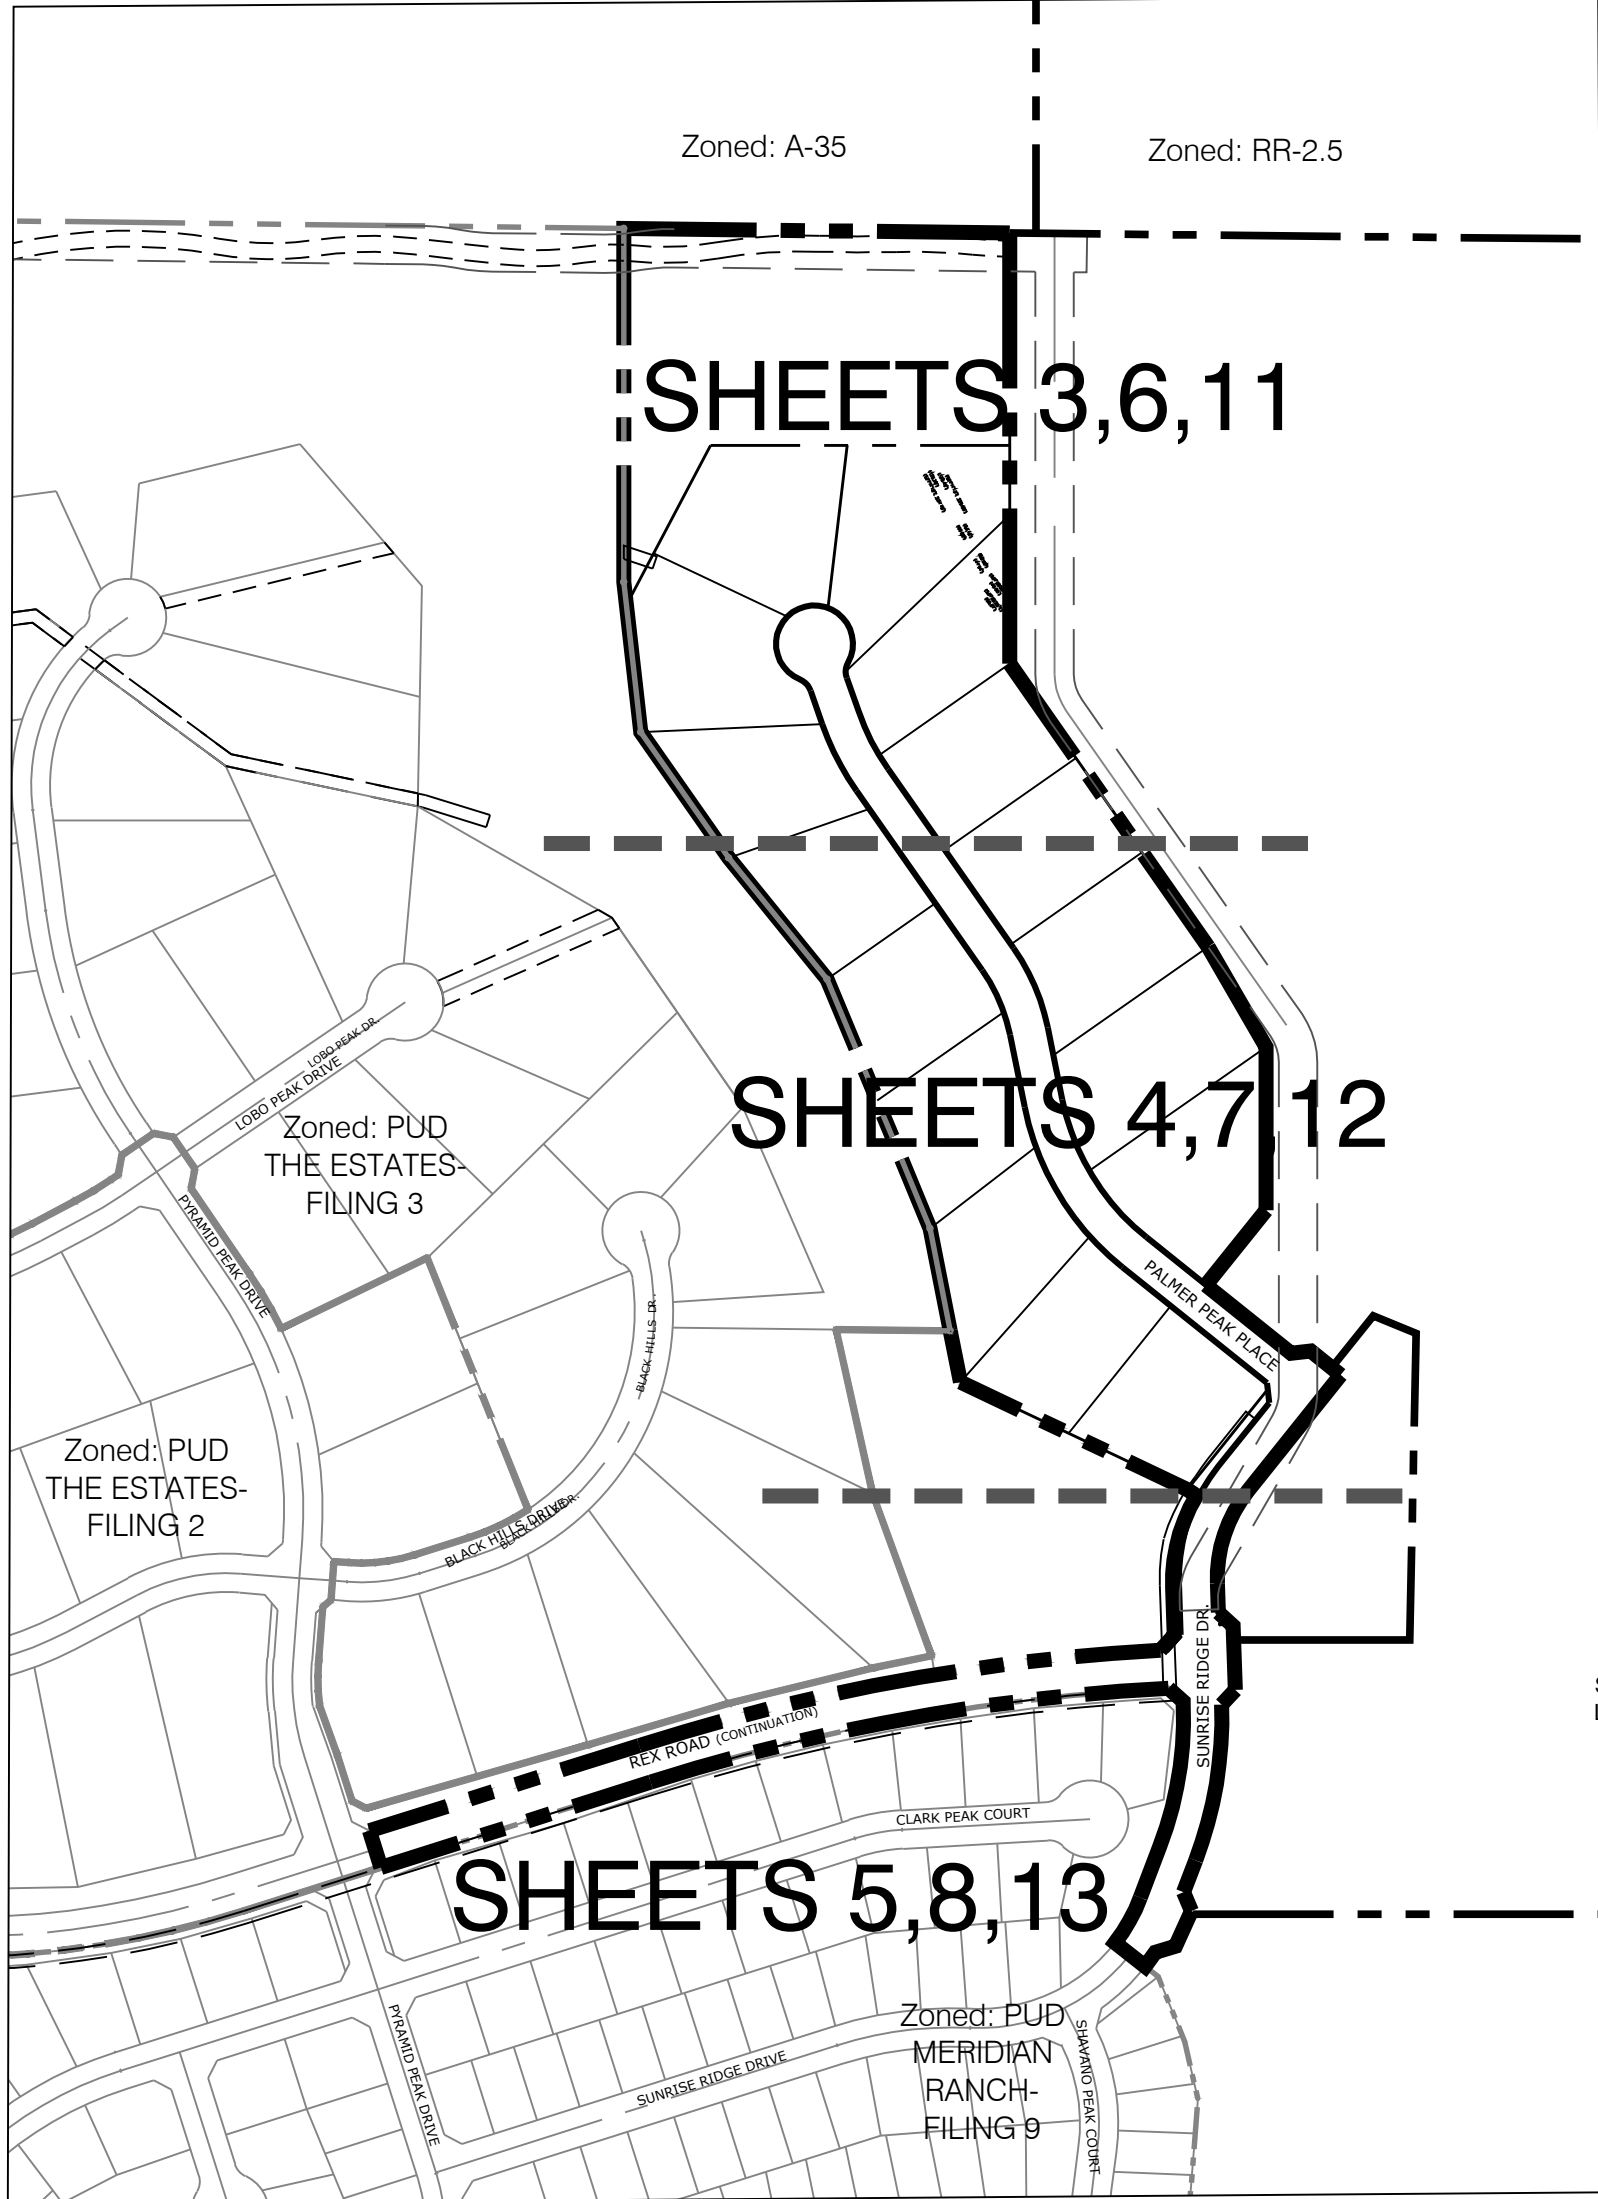 Zoned: A-35
Zoned: RR-2.5
SHEETS 3,6,11
LOBO PEAK DR.
LOBO PEAK DRIVE
SHEETS 4,7,12
Zoned: PUD
THE ESTATES-
FILING 3
PYRAMID PEAK DRIVE
BLACK HILLS DR.
PALMER PEAK PLACE
Zoned: PUD
THE ESTATES-
FILING 2
BLACK HILLS DRIVE
BLACK HILLS DR.
SUNRISE RIDGE DR.
REX ROAD (CONTINUATION)
CLARK PEAK COURT
SHEETS 5,8,13
PYRAMID PEAK DRIVE
Zoned: PUD
MERIDIAN
RANCH-
FILING 9
SUNRISE RIDGE DRIVE
SHAVANO PEAK COURT